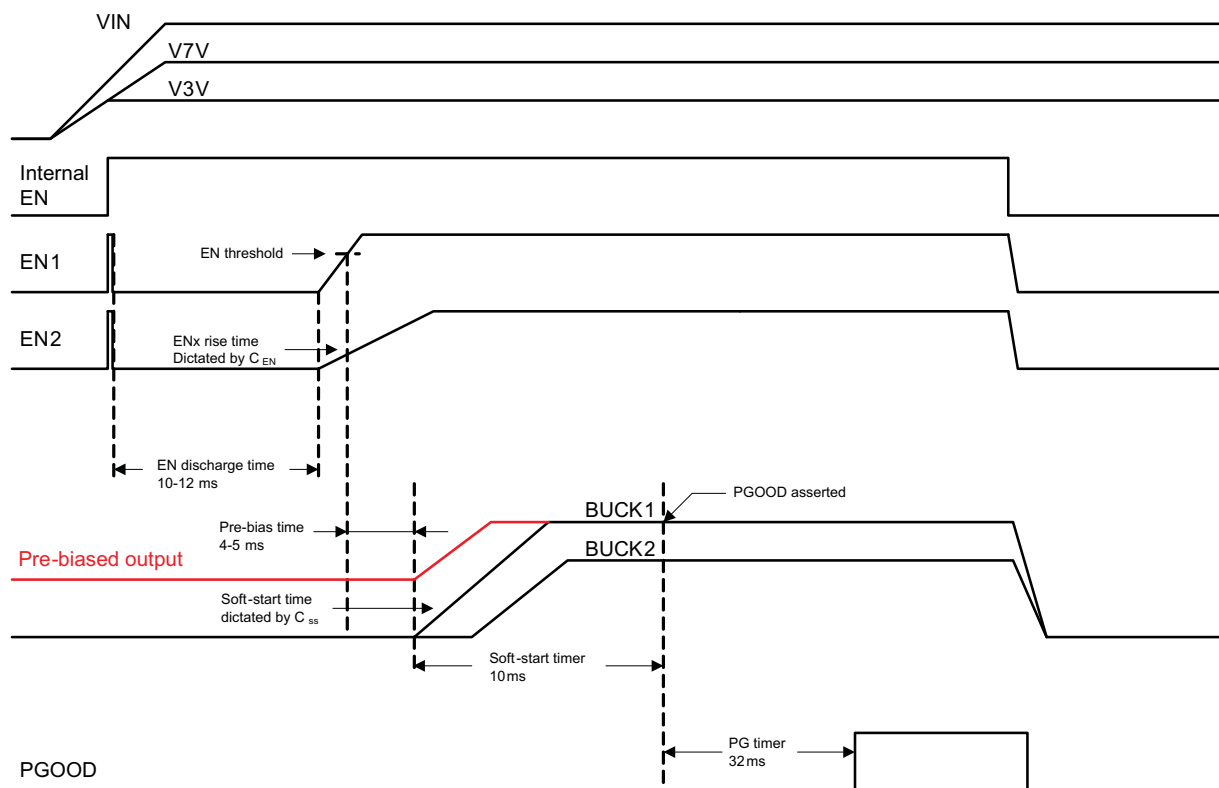 VIN
V7V
V3V
Internal
EN
EN1
EN threshold
EN2
ENx rise time
Dictated by C EN
EN discharge time
10-12 ms
Pre-bias time
4-5 ms
BUCK1
PGOOD asserted
BUCK2
Pre-biased output
Soft-start time
dictated by C ss
Soft-start timer
10ms
PG timer
32ms
PGOOD